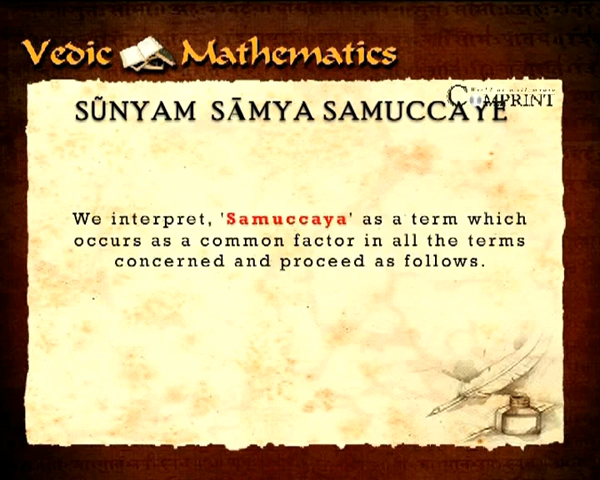 Vedic Mathematics
COMPRINT
SŨNYAM SĀMYA SAMUCCAYE
We interpret, 'Samuccaya' as a term which
occurs as a common factor in all the terms
concerned and proceed as follows.